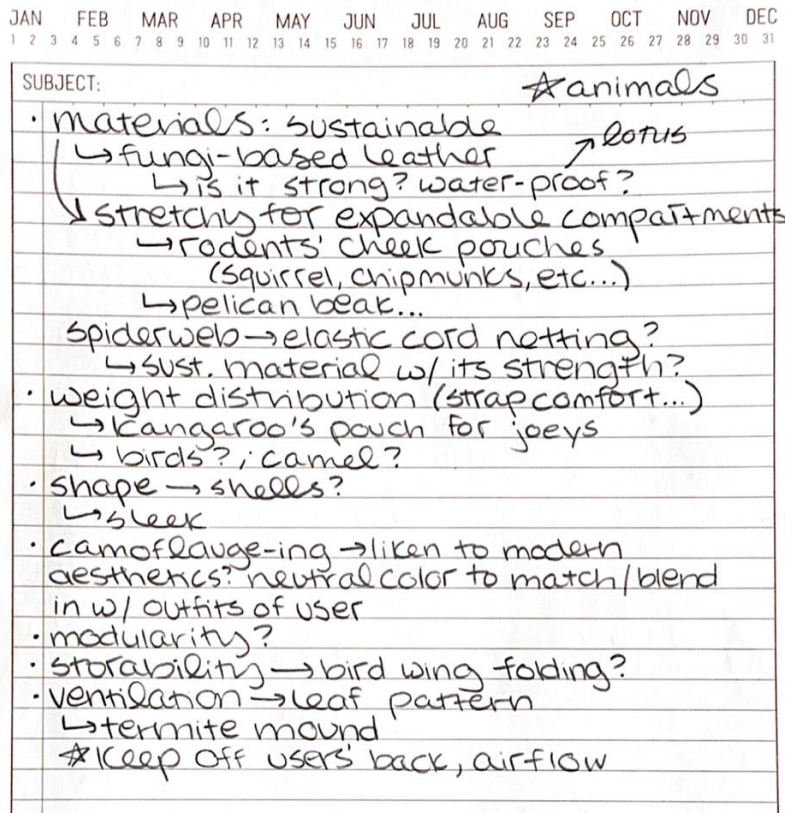 JAN FEB MAR APR MAY JUN JUL AUG SEP OCT NOV DEC
1 2 3 4 5 6 7 8 9 10 11 12 13 14 15 16 17 18 19 20 21 22 23 24 25 26 27 28 29 30 31
SUBJECT: ☆animals
· materials: sustainable
↗ lotus
↳ fungi-based leather
↳ is it strong? water-proof?
↳ stretchy for expandable compartments
↳ rodents' cheek pouches
(squirrel, chipmunks, etc...)
↳ pelican beak...
spiderweb → elastic cord netting?
↳ sust. material w/ its strength?
· weight distribution (strap comfort...)
↳ kangaroo's pouch for joeys
↳ birds?, camel?
· shape → shells?
↳ sleek
· camoflauge-ing → liken to modern
aesthetics? neutral color to match/blend
in w/ outfits of user
· modularity?
· storability → bird wing folding?
· ventilation → leaf pattern
↳ termite mound
☆ keep off users' back, airflow